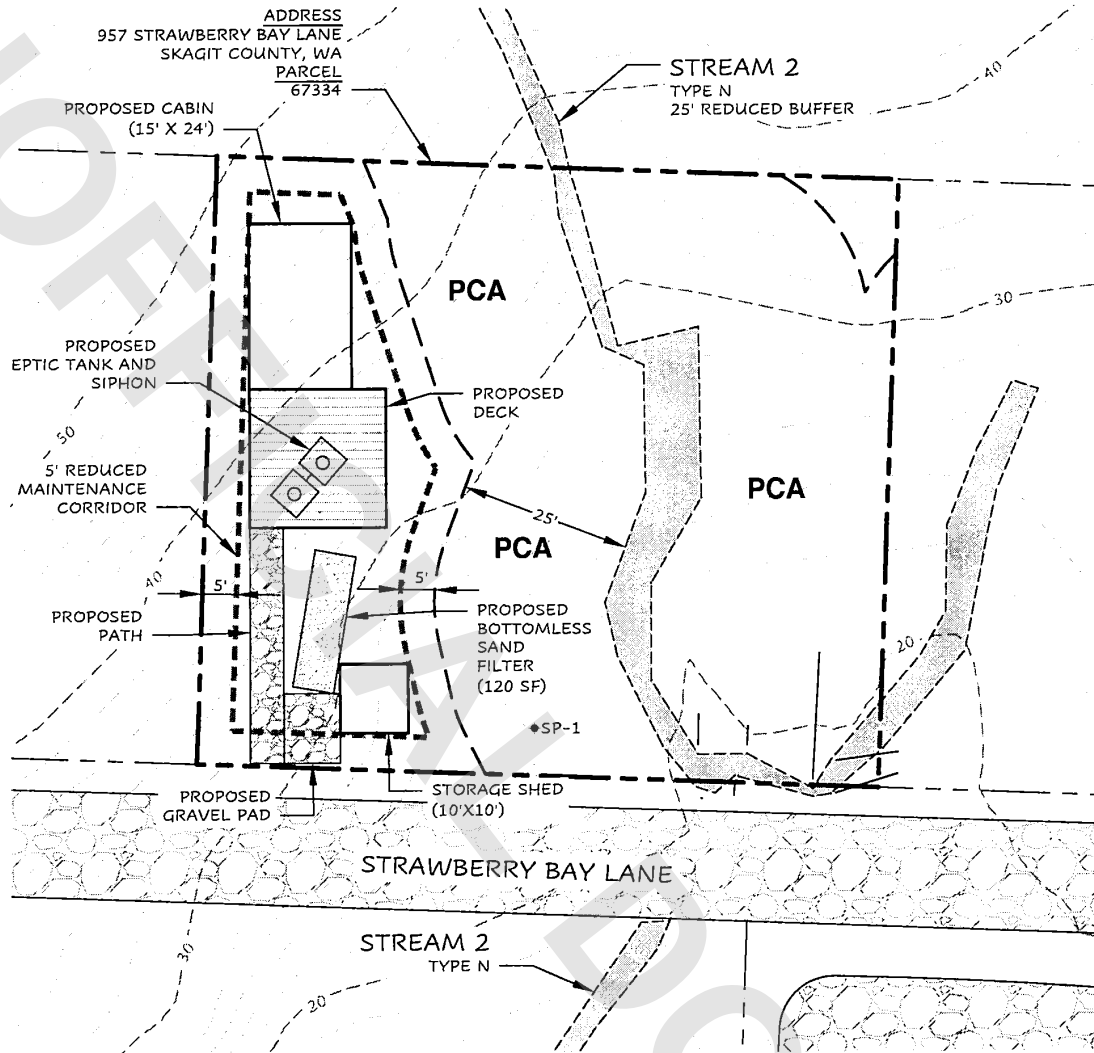 ADDRESS
957 STRAWBERRY BAY LANE
SKAGIT COUNTY, WA
PARCEL
67334
STREAM 2
TYPE N
25' REDUCED BUFFER
40
PROPOSED CABIN
(15' X 24')
PCA
30
PROPOSED
EPTIC TANK AND
SIPHON
PROPOSED
DECK
50
5' REDUCED
MAINTENANCE
CORRIDOR
PCA
25'
PCA
40
5'
5'
PROPOSED
PATH
PROPOSED
BOTTOMLESS
SAND
FILTER
(120 SF)
20
SP-1
PROPOSED
GRAVEL PAD
STORAGE SHED
(10'X10')
STRAWBERRY BAY LANE
STREAM 2
TYPE N
30
20
OFFICIAL DO